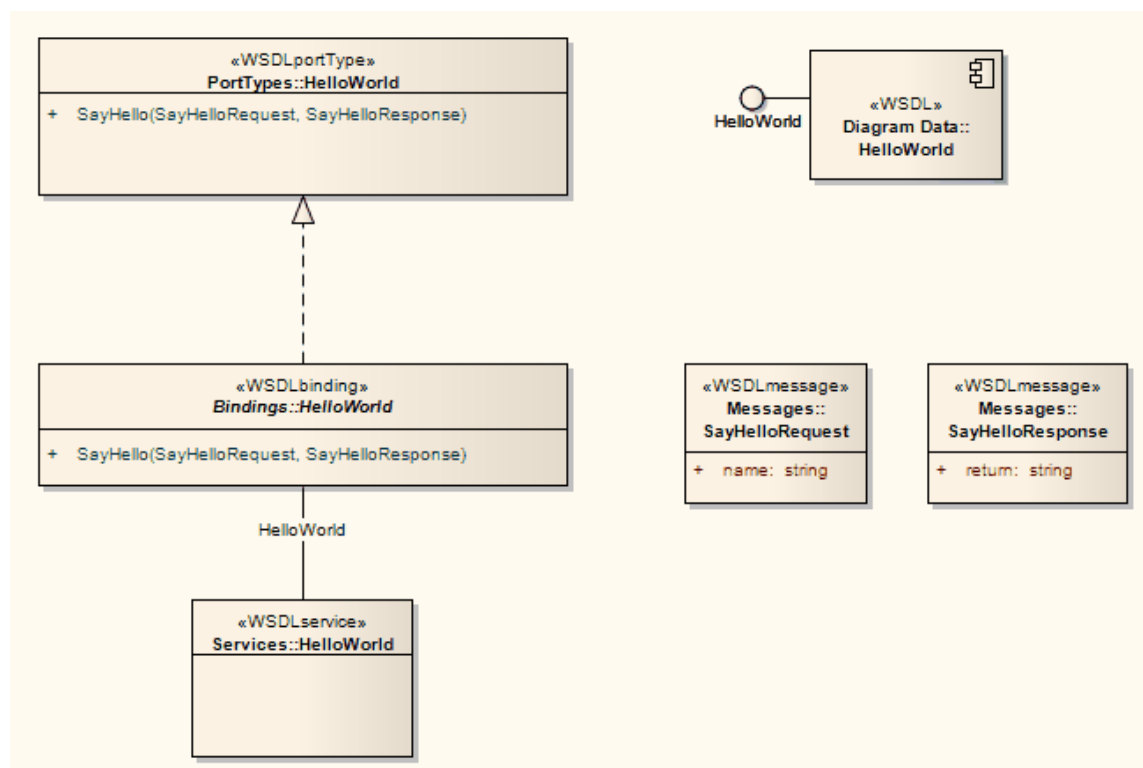 «WSDLportType»
PortTypes::HelloWorld
+ SayHello(SayHelloRequest, SayHelloResponse)
HelloWorld
«WSDL»
Diagram Data::
HelloWorld
«WSDLbinding»
Bindings::HelloWorld
+ SayHello(SayHelloRequest, SayHelloResponse)
HelloWorld
«WSDLservice»
Services::HelloWorld
«WSDLmessage»
Messages::
SayHelloRequest
+ name: string
«WSDLmessage»
Messages::
SayHelloResponse
+ return: string